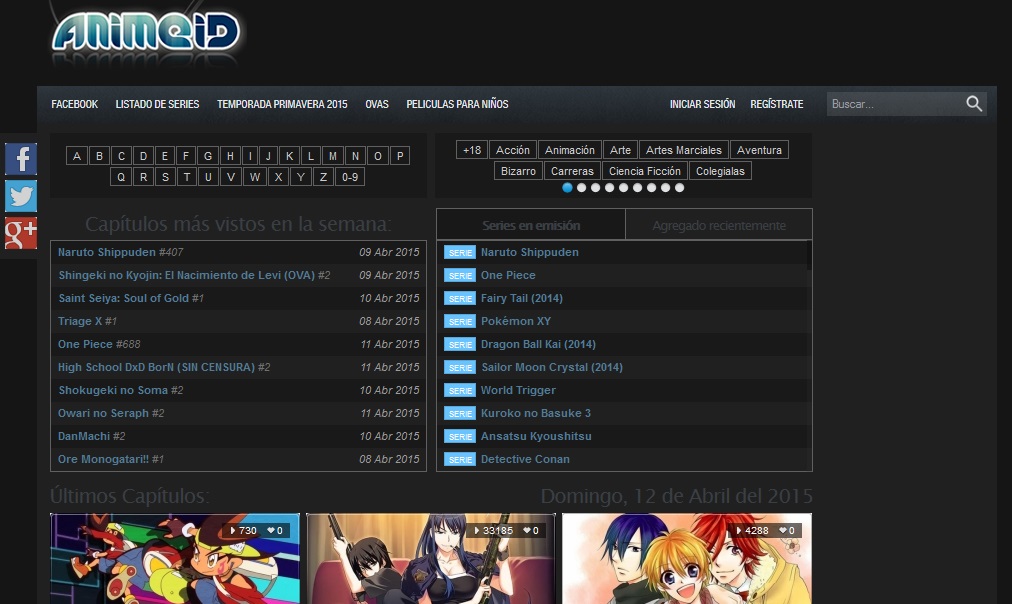 ANiMeiD
FACEBOOK LISTADO DE SERIES TEMPORADA PRIMAVERA 2015 OVAS PELICULAS PARA NIÑOS INICIAR SESIÓN REGÍSTRATE Buscar...
A B C D E F G H I J K L M N O P
Q R S T U V W X Y Z 0-9
+18 Acción Animación Arte Artes Marciales Aventura
Bizarro Carreras Ciencia Ficción Colegialas
f
g+
Capítulos más vistos en la semana:
Naruto Shippuden #407 09 Abr 2015
Shingeki no Kyojin: El Nacimiento de Levi (OVA) #2 09 Abr 2015
Saint Seiya: Soul of Gold #1 10 Abr 2015
Triage X #1 08 Abr 2015
One Piece #688 11 Abr 2015
High School DxD BorN (SIN CENSURA) #2 11 Abr 2015
Shokugeki no Soma #2 10 Abr 2015
Owari no Seraph #2 11 Abr 2015
DanMachi #2 10 Abr 2015
Ore Monogatari!! #1 08 Abr 2015
Series en emisión Agregado recientemente
SERIE Naruto Shippuden
SERIE One Piece
SERIE Fairy Tail (2014)
SERIE Pokémon XY
SERIE Dragon Ball Kai (2014)
SERIE Sailor Moon Crystal (2014)
SERIE World Trigger
SERIE Kuroko no Basuke 3
SERIE Ansatsu Kyoushitsu
SERIE Detective Conan
Últimos Capítulos: Domingo, 12 de Abril del 2015
730 0
33185 0
4288 0